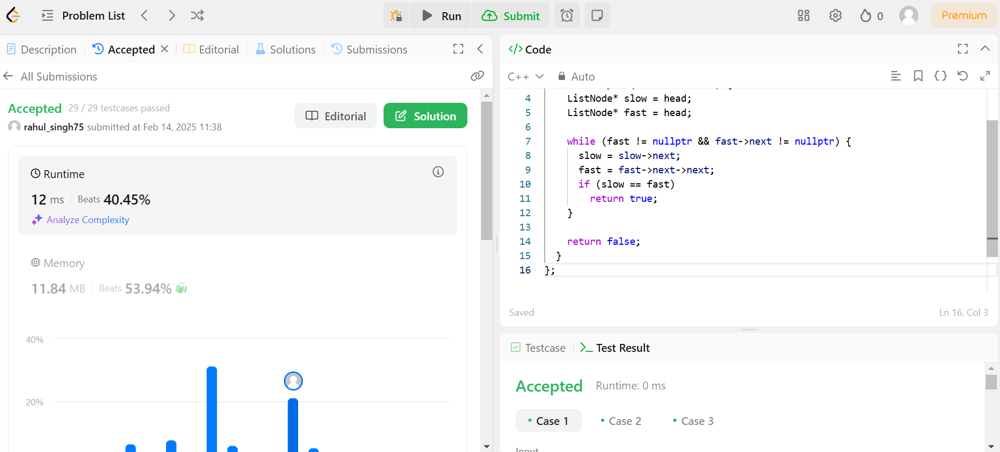 Problem List
Run
Submit
0
Premium
Description
Accepted
Editorial
Solutions
Submissions
All Submissions
Accepted 29 / 29 testcases passed
rahul_singh75 submitted at Feb 14, 2025 11:38
Editorial
Solution
Runtime
12 ms Beats 40.45%
Analyze Complexity
Memory
11.84 MB Beats 53.94%
40%
20%
</> Code
C++ Auto
4 ListNode* slow = head;
5 ListNode* fast = head;
6
7 while (fast != nullptr && fast->next != nullptr) {
8 slow = slow->next;
9 fast = fast->next->next;
10 if (slow == fast)
11 return true;
12 }
13
14 return false;
15 }
16 };
Saved
Ln 16, Col 3
Testcase
Test Result
Accepted Runtime: 0 ms
Case 1
Case 2
Case 3
Input